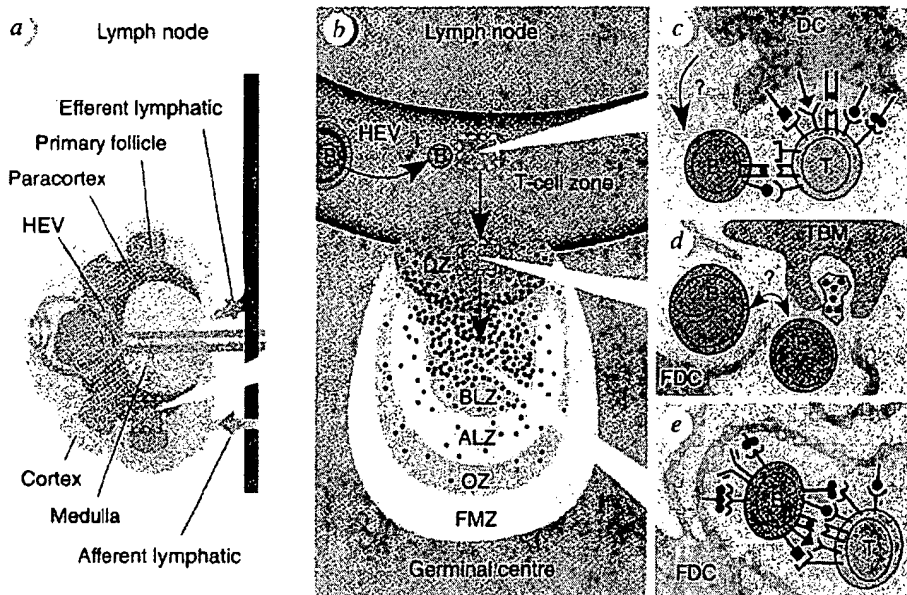 a
Lymph node
Efferent lymphatic
Primary follicle
Paracortex
HEV
Cortex
Medulla
Afferent lymphatic
b
Lymph node
HEV
B
B
T-cell zone
DZ
BLZ
ALZ
OZ
FMZ
Germinal centre
c
DC
?
B
T
d
TBM
B
?
B
FDC
e
B
T
FDC